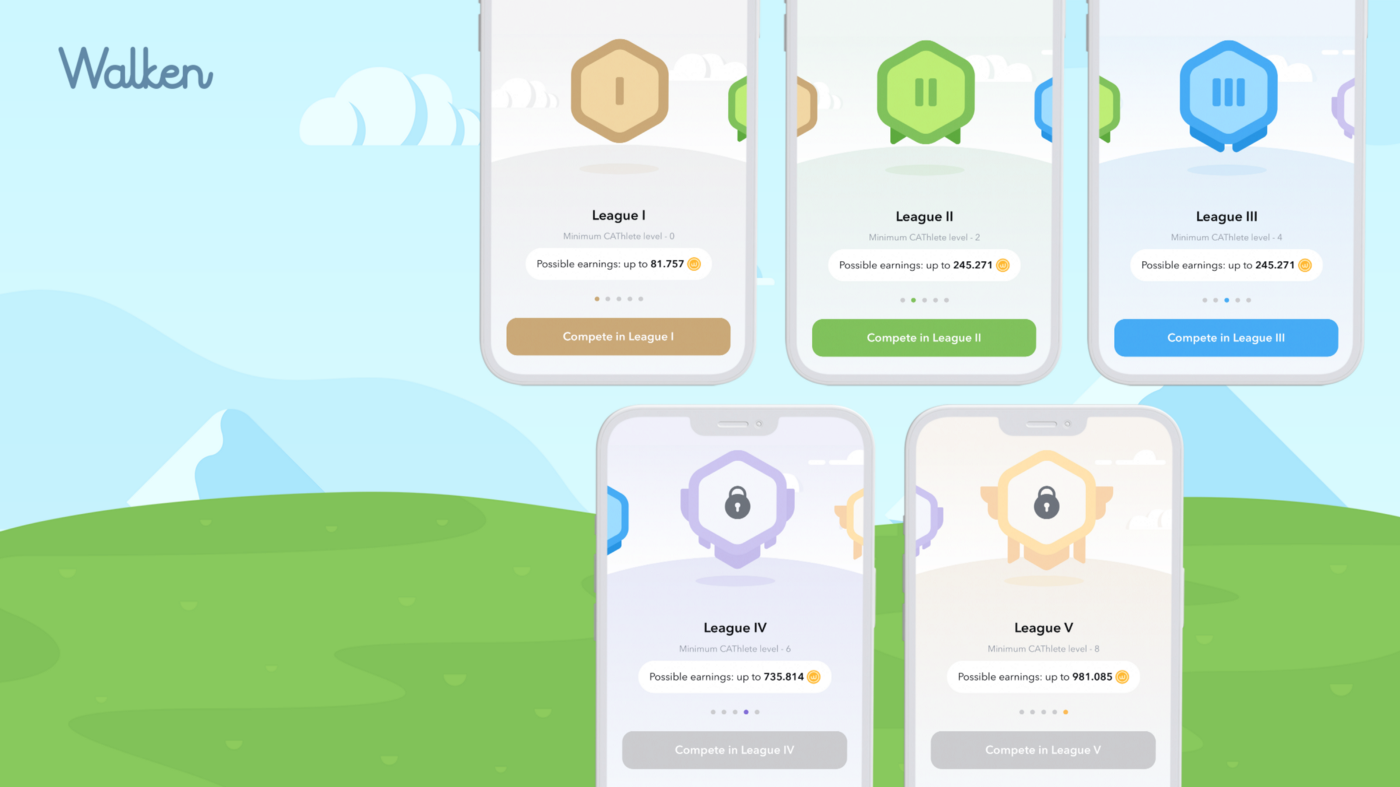 Walken
I
II
III
League I
Minimum CAThlete level - 0
Possible earnings: up to 81.757
Compete in League I
League II
Minimum CAThlete level - 2
Possible earnings: up to 245.271
Compete in League II
League III
Minimum CAThlete level - 4
Possible earnings: up to 245.271
Compete in League III
League IV
Minimum CAThlete level - 6
Possible earnings: up to 735.814
Compete in League IV
League V
Minimum CAThlete level - 8
Possible earnings: up to 981.085
Compete in League V